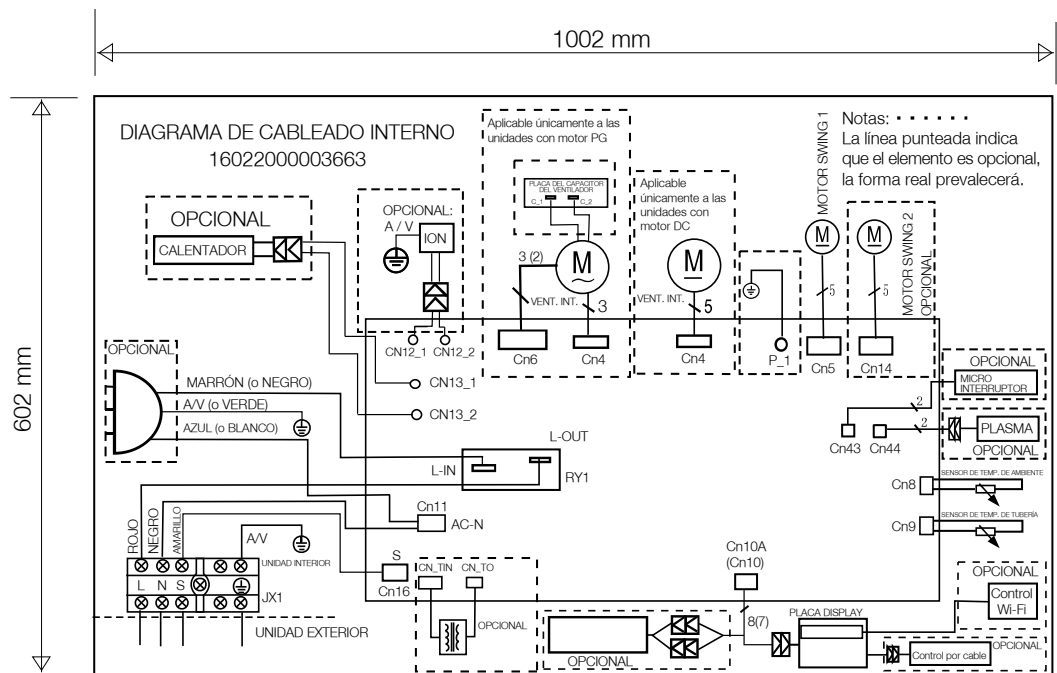 1002 mm
602 mm
DIAGRAMA DE CABLEADO INTERNO
16022000003663
Aplicable únicamente a las
unidades con motor PG
PLACA DEL CAPACITOR
DEL VENTILADOR
C_1
C_2
Aplicable
únicamente a las
unidades con
motor DC
MOTOR SWING 1
Notas:
La línea punteada indica
que el elemento es opcional,
la forma real prevalecerá.
OPCIONAL
CALENTADOR
OPCIONAL:
A / V
ION
3 (2)
M
M
M
M
MOTOR SWING 2
OPCIONAL
VENT. INT.
3
VENT. INT.
5
5
5
CN12_1
CN12_2
Cn6
Cn4
Cn4
P_1
Cn5
Cn14
OPCIONAL
CN13_1
CN13_2
MARRÓN (o NEGRO)
A/V (o VERDE)
AZUL (o BLANCO)
OPCIONAL
MICRO
INTERRUPTOR
2
2
Cn43
Cn44
PLASMA
OPCIONAL
L-OUT
L-IN
RY1
Cn8
SENSOR DE TEMP. DE AMBIENTE
Cn9
SENSOR DE TEMP. DE TUBERÍA
Cn11
AC-N
ROJO
NEGRO
AMARILLO
A/V
UNIDAD INTERIOR
L N S
JX1
UNIDAD EXTERIOR
S
Cn16
CN_TIN
CN_TO
OPCIONAL
Cn10A
(Cn10)
8(7)
OPCIONAL
PLACA DISPLAY
OPCIONAL
Control
Wi-Fi
Control por cable
OPCIONAL